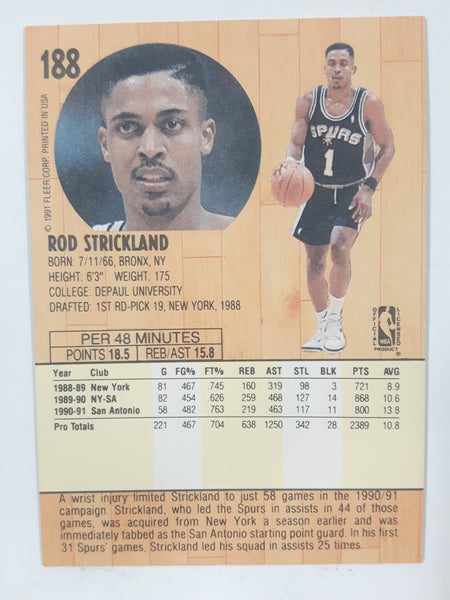 188
© 1991 FLEER CORP. PRINTED IN USA
SPURS
1
ROD STRICKLAND
BORN: 7/11/66, BRONX, NY
HEIGHT: 6'3" WEIGHT: 175
COLLEGE: DEPAUL UNIVERSITY
DRAFTED: 1ST RD-PICK 19, NEW YORK, 1988
OFFICIAL NBA LICENSED
PRODUCT
PER 48 MINUTES
POINTS 18.5 REB/AST 15.8
Year Club G FG% FT% REB AST STL BLK PTS AVG
1988-89 New York 81 467 745 160 319 98 3 721 8.9
1989-90 NY-SA 82 454 626 259 468 127 14 868 10.6
1990-91 San Antonio 58 482 763 219 463 117 11 800 13.8
Pro Totals 221 467 704 638 1250 342 28 2389 10.8
A wrist injury limited Strickland to just 58 games in the 1990/91
campaign. Strickland, who led the Spurs in assists in 44 of those
games, was acquired from New York a season earlier and was
immediately tabbed as the San Antonio starting point guard. In his first
31 Spurs' games, Strickland led his squad in assists 25 times.